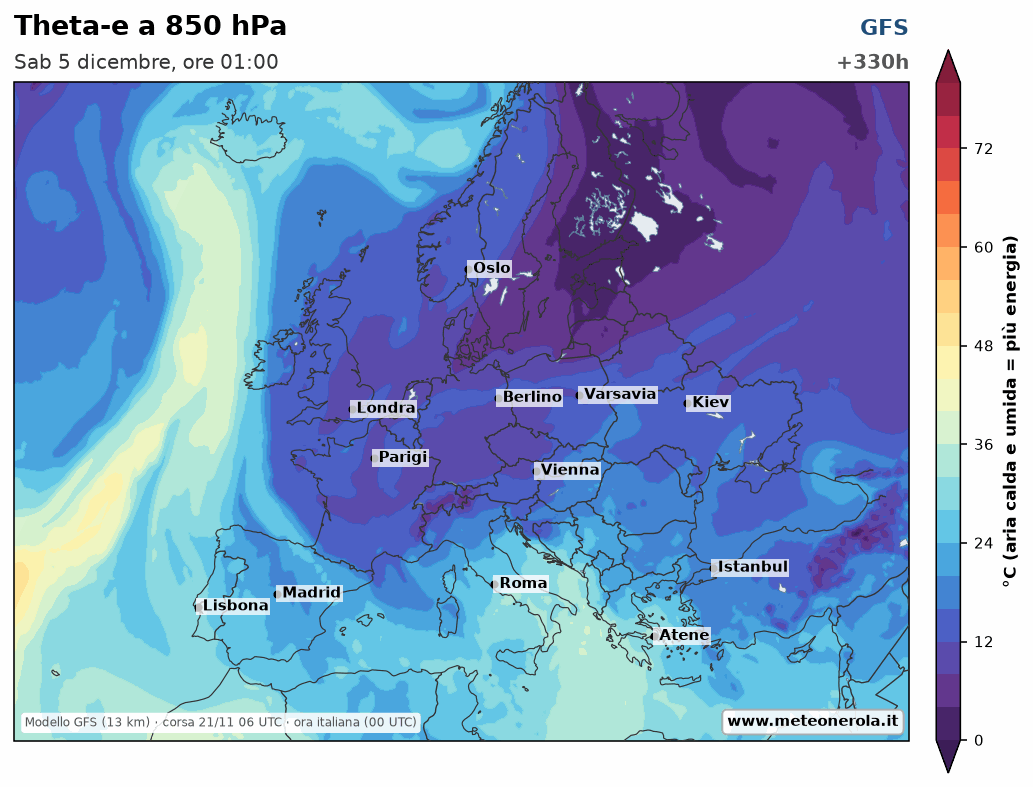 Theta-e a 850 hPa
GFS
Sab 5 dicembre, ore 01:00
+330h
72
60
48
36
24
12
0
°C (aria calda e umida = più energia)
Oslo
Berlino
Varsavia
Kiev
Londra
Parigi
Vienna
Istanbul
Roma
Madrid
Lisbona
Atene
Modello GFS (13 km) · corsa 21/11 06 UTC · ora italiana (00 UTC)
www.meteonerola.it